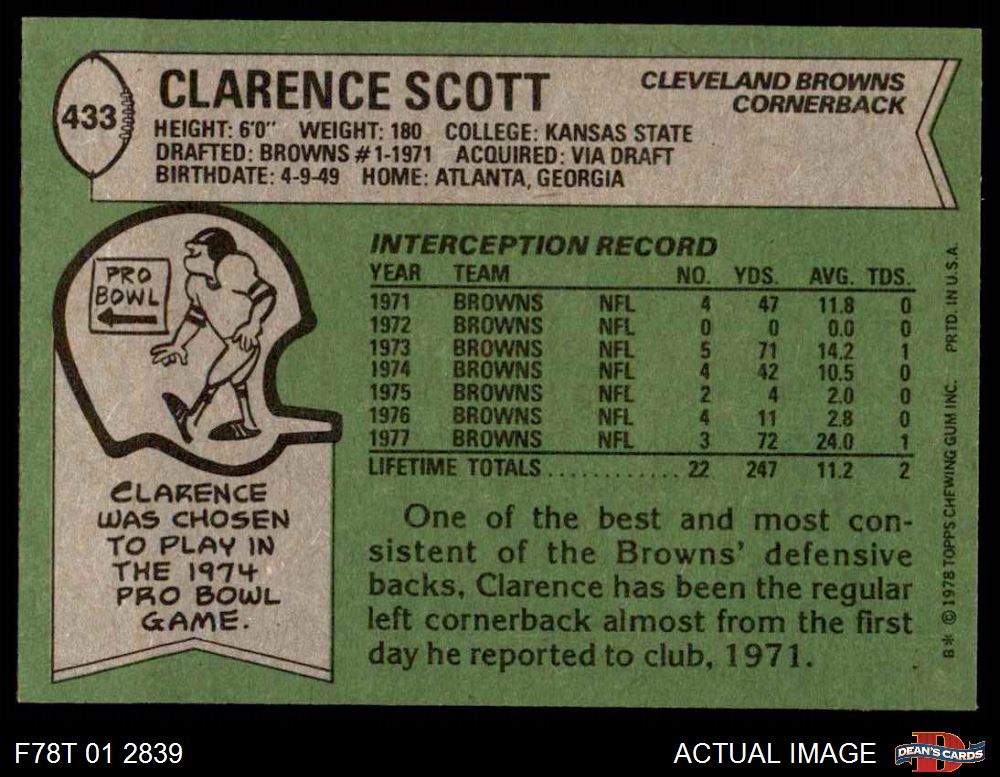 433
CLARENCE SCOTT
CLEVELAND BROWNS
CORNERBACK
HEIGHT: 6'0" WEIGHT: 180 COLLEGE: KANSAS STATE
DRAFTED: BROWNS #1-1971 ACQUIRED: VIA DRAFT
BIRTHDATE: 4-9-49 HOME: ATLANTA, GEORGIA
PRO
BOWL
CLARENCE
WAS CHOSEN
TO PLAY IN
THE 1974
PRO BOWL
GAME.
INTERCEPTION RECORD
YEAR TEAM NO. YDS. AVG. TDS.
1971 BROWNS NFL 4 47 11.8 0
1972 BROWNS NFL 0 0 0.0 0
1973 BROWNS NFL 5 71 14.2 1
1974 BROWNS NFL 4 42 10.5 0
1975 BROWNS NFL 2 4 2.0 0
1976 BROWNS NFL 4 11 2.8 0
1977 BROWNS NFL 3 72 24.0 1
LIFETIME TOTALS............ 22 247 11.2 2
One of the best and most con-
sistent of the Browns' defensive
backs, Clarence has been the regular
left cornerback almost from the first
day he reported to club, 1971.
B* © 1978 TOPPS CHEWING GUM INC. PRTD. IN U.S.A.
F78T 01 2839
ACTUAL IMAGE
D
DEAN'S CARDS